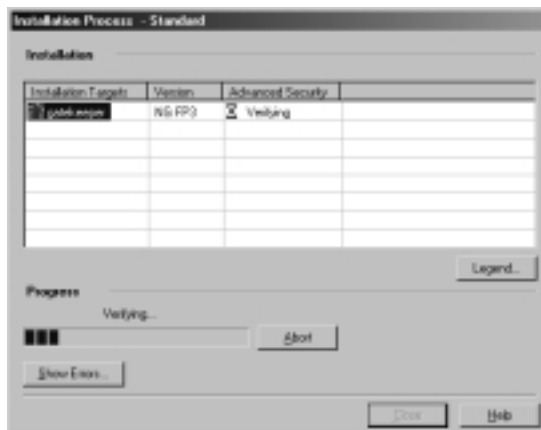 Installation Process - Standard
Installation
Installation Targets Version Advanced Security
gatekeeper NG FP3 Verifying
Legend...
Progress
Verifying...
Abort
Show Errors...
Close Help